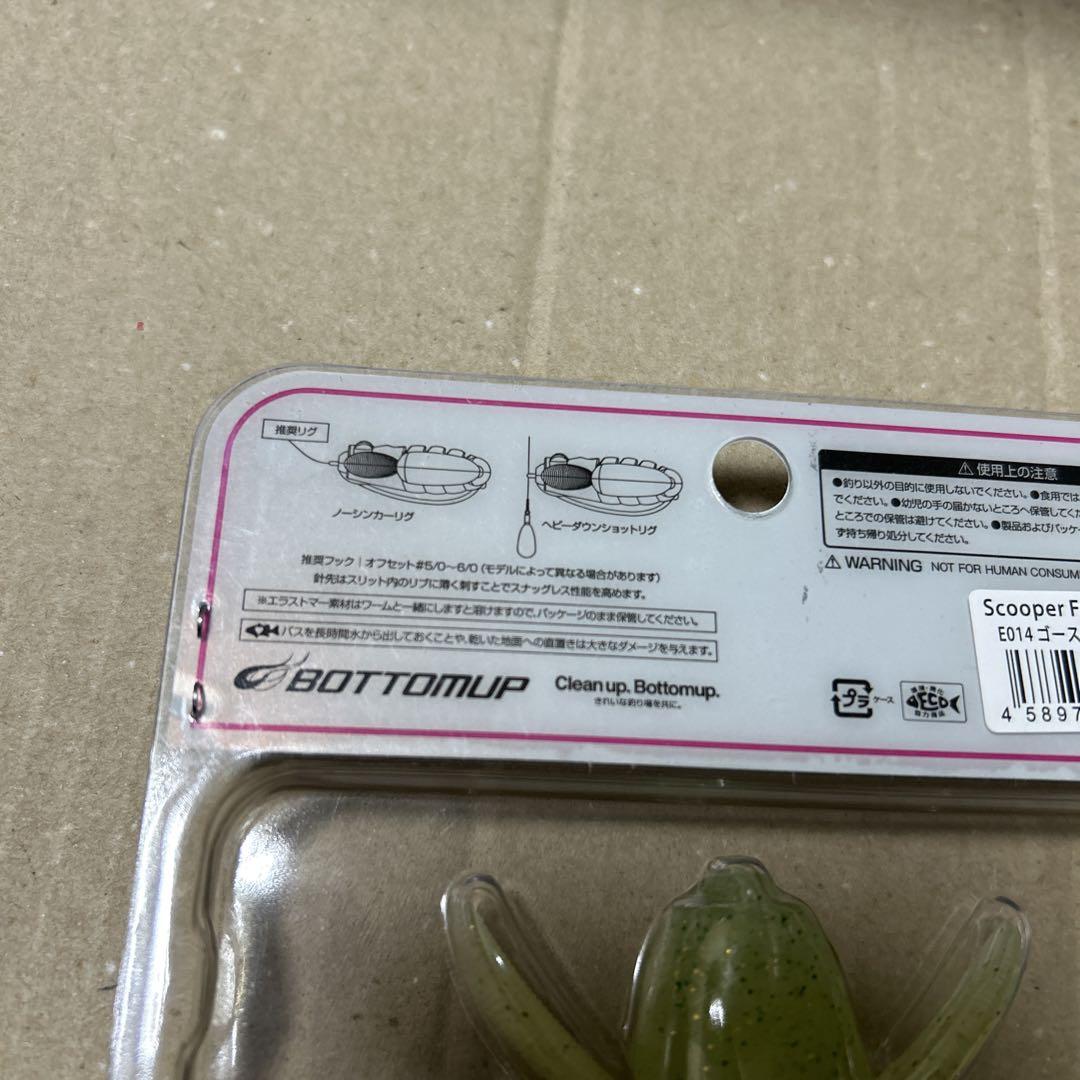 推奨リグ
ノーシンカーリグ
ヘビーダウンショットリグ
推奨フック｜オフセット#5/0〜6/0（モデルによって異なる場合があります）
針先はスリット内のリブに薄く刺すことでスナッグレス性能を高めます。
※エラストマー素材はワームと一緒にしますと溶けますので、パッケージのまま保管してください。
バスを長時間水から出しておくことや、乾いた地面への直置きは大きなダメージを与えます。
BOTTOMUP
Clean up. Bottomup.
きれいな釣り場を共に。
⚠使用上の注意
●釣り以外の目的に使用しないでください。●食用では
でください。●幼児の手の届かないところへ保管してくだ
ところでの保管は避けてください。●製品およびパッケー
ず持ち帰り処分してください。
⚠ WARNING NOT FOR HUMAN CONSUM
プラ ケース
ECO
協力商品
Scooper F
E014 ゴース
4 5897